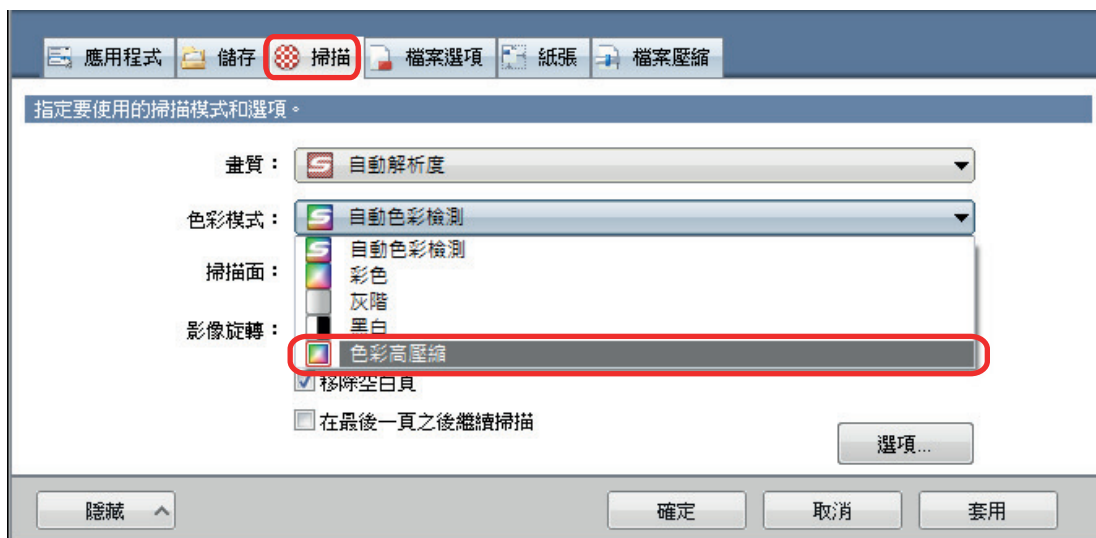 應用程式 儲存 掃描 檔案選項 紙張 檔案壓縮
指定要使用的掃描模式和選項。
畫質： 自動解析度
色彩模式： 自動色彩檢測
自動色彩檢測
掃描面： 彩色
灰階
影像旋轉： 黑白
色彩高壓縮
移除空白頁
在最後一頁之後繼續掃描
選項...
隱藏 確定 取消 套用